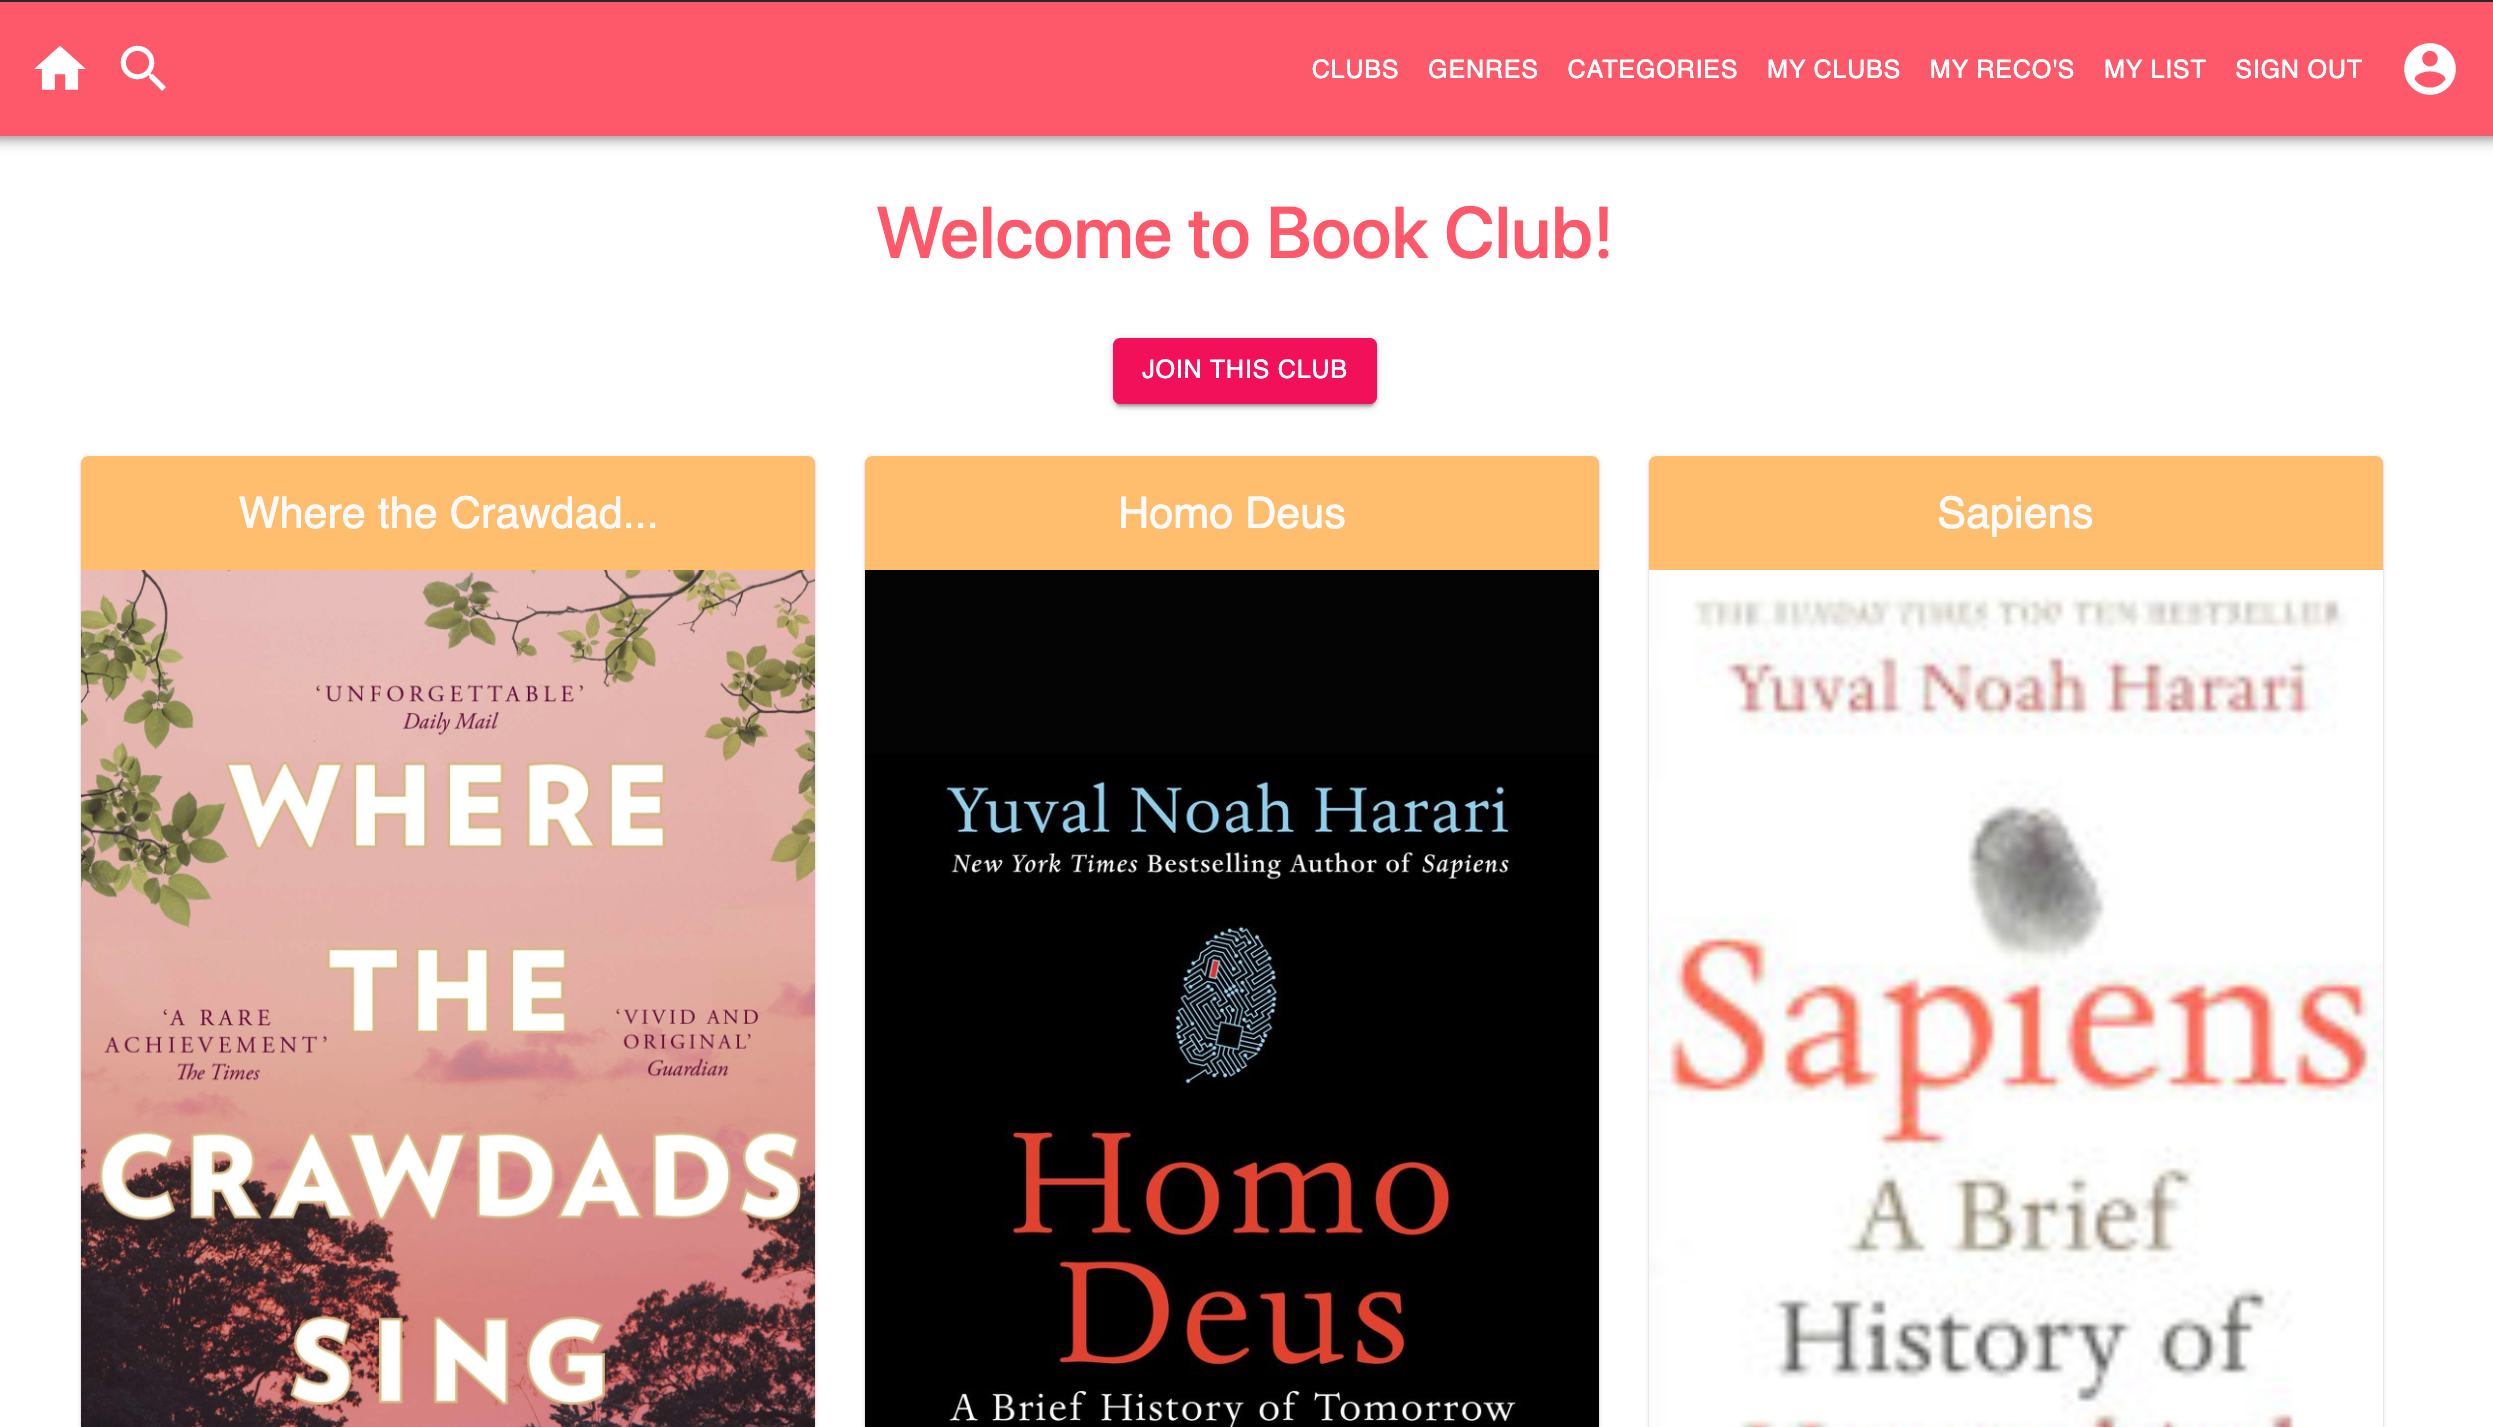 CLUBS GENRES CATEGORIES MY CLUBS MY RECO'S MY LIST SIGN OUT
Welcome to Book Club!
JOIN THIS CLUB
Where the Crawdad...
‘UNFORGETTABLE’
Daily Mail
WHERE
THE
‘A RARE
ACHIEVEMENT’
The Times
‘VIVID AND
ORIGINAL’
Guardian
CRAWDADS
SING
Homo Deus
Yuval Noah Harari
New York Times Bestselling Author of Sapiens
Homo
Deus
A Brief History of Tomorrow
Sapiens
THE SUNDAY TIMES TOP TEN BESTSELLER
Yuval Noah Harari
Sapiens
A Brief
History of